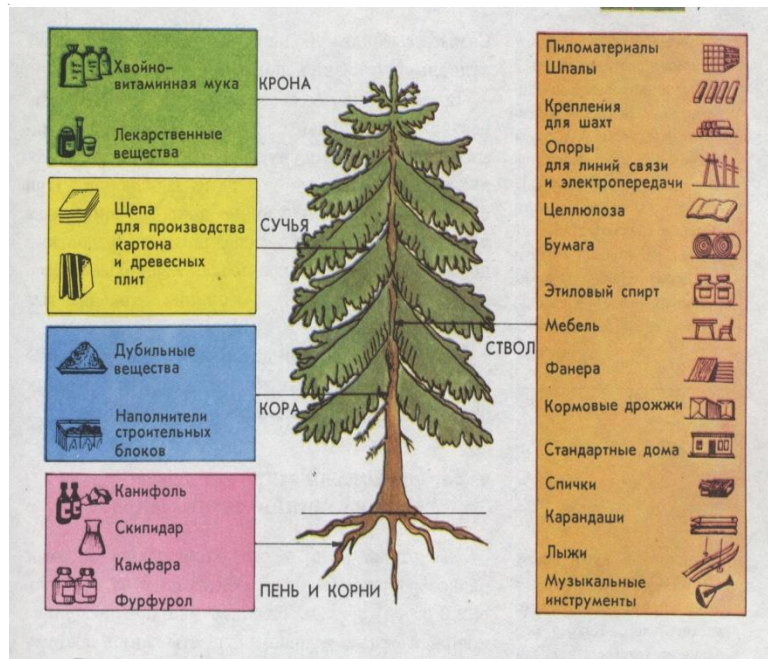 Хвойно-
витаминная мука
КРОНА
Лекарственные
вещества
Щепа
для производства
картона
и древесных
плит
СУЧЬЯ
Дубильные
вещества
КОРА
Наполнители
строительных
блоков
Канифоль
Скипидар
Камфара
Фурфурол
ПЕНЬ И КОРНИ
СТВОЛ
Пиломатериалы
Шпалы
Крепления
для шахт
Опоры
для линий связи
и электропередачи
Целлюлоза
Бумага
Этиловый спирт
Мебель
Фанера
Кормовые дрожжи
Стандартные дома
Спички
Карандаши
Лыжи
Музыкальные
инструменты